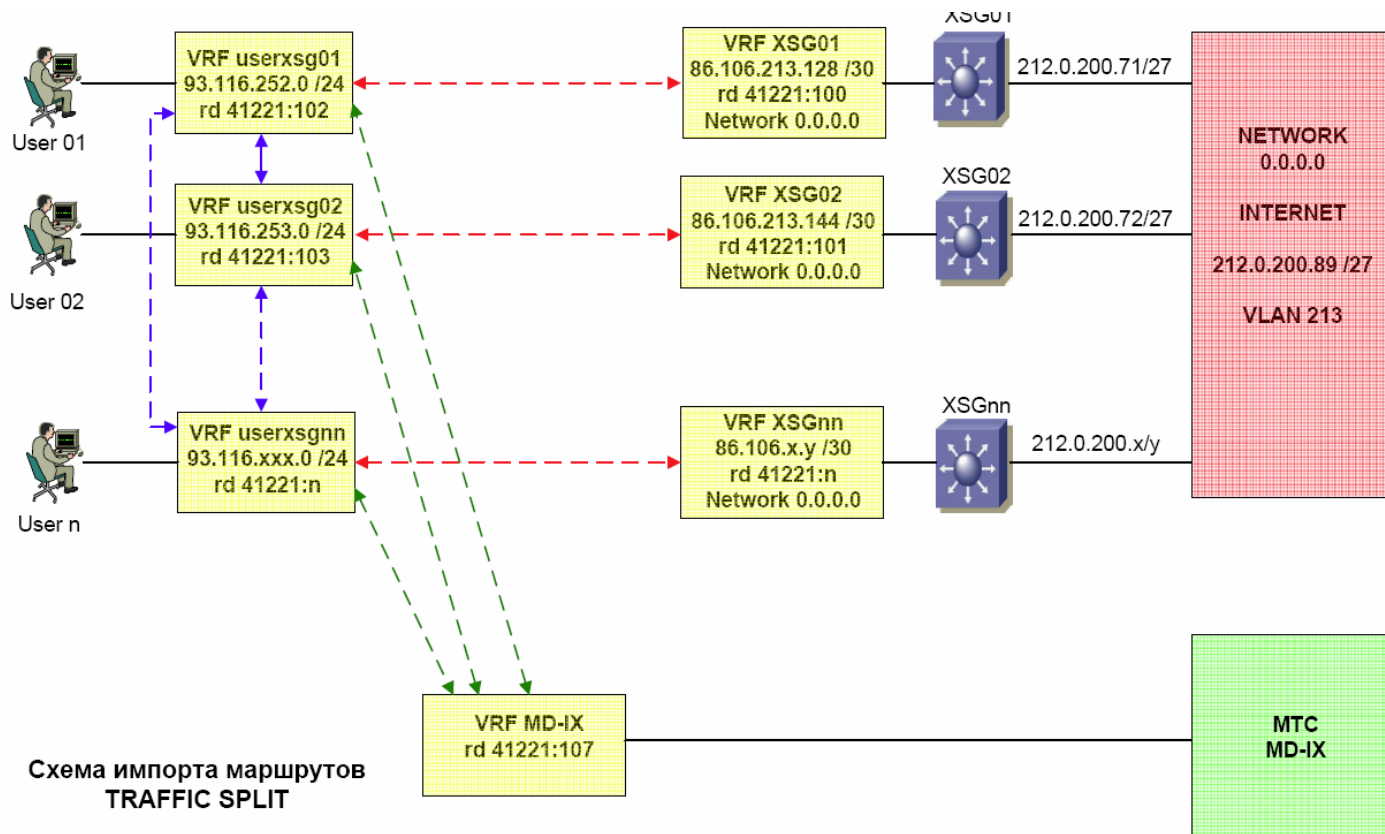 VRF userxsg01
93.116.252.0 /24
rd 41221:102
User 01
VRF XSG01
86.106.213.128 /30
rd 41221:100
Network 0.0.0.0
XSG01
212.0.200.71/27
VRF userxsg02
93.116.253.0 /24
rd 41221:103
User 02
VRF XSG02
86.106.213.144 /30
rd 41221:101
Network 0.0.0.0
XSG02
212.0.200.72/27
NETWORK
0.0.0.0
INTERNET
212.0.200.89 /27
VLAN 213
VRF userxsgnn
93.116.xxx.0 /24
rd 41221:n
User n
VRF XSGnn
86.106.x.y /30
rd 41221:n
Network 0.0.0.0
XSGnn
212.0.200.x/y
VRF MD-IX
rd 41221:107
MTC
MD-IX
Схема импорта маршрутов
TRAFFIC SPLIT